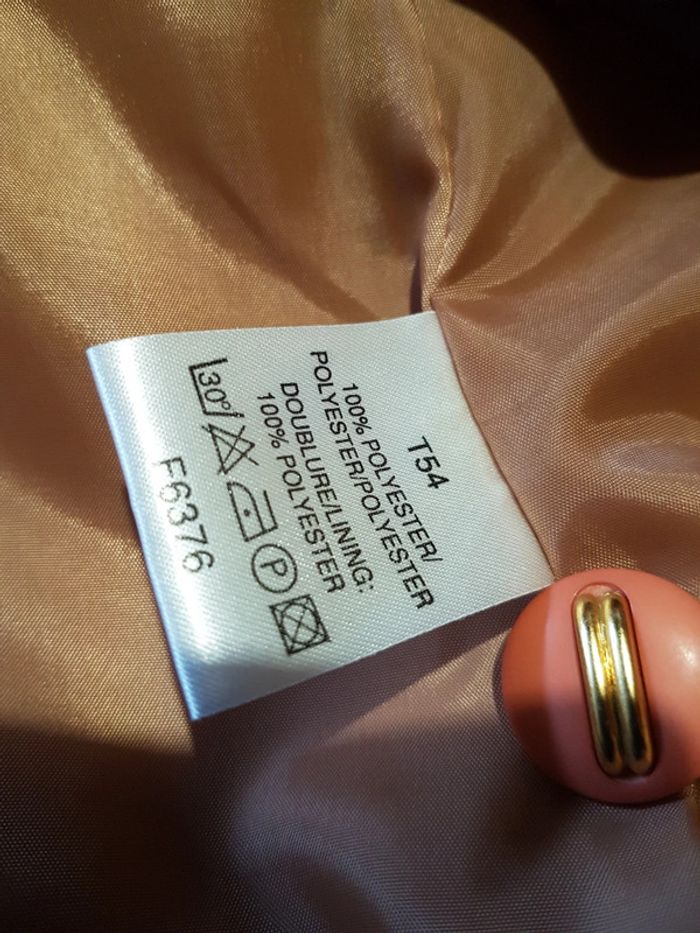 T54
100% POLYESTER/
POLYESTER/POLYESTER
DOUBLURE/LINING:
100% POLYESTER
30°
P
F6376